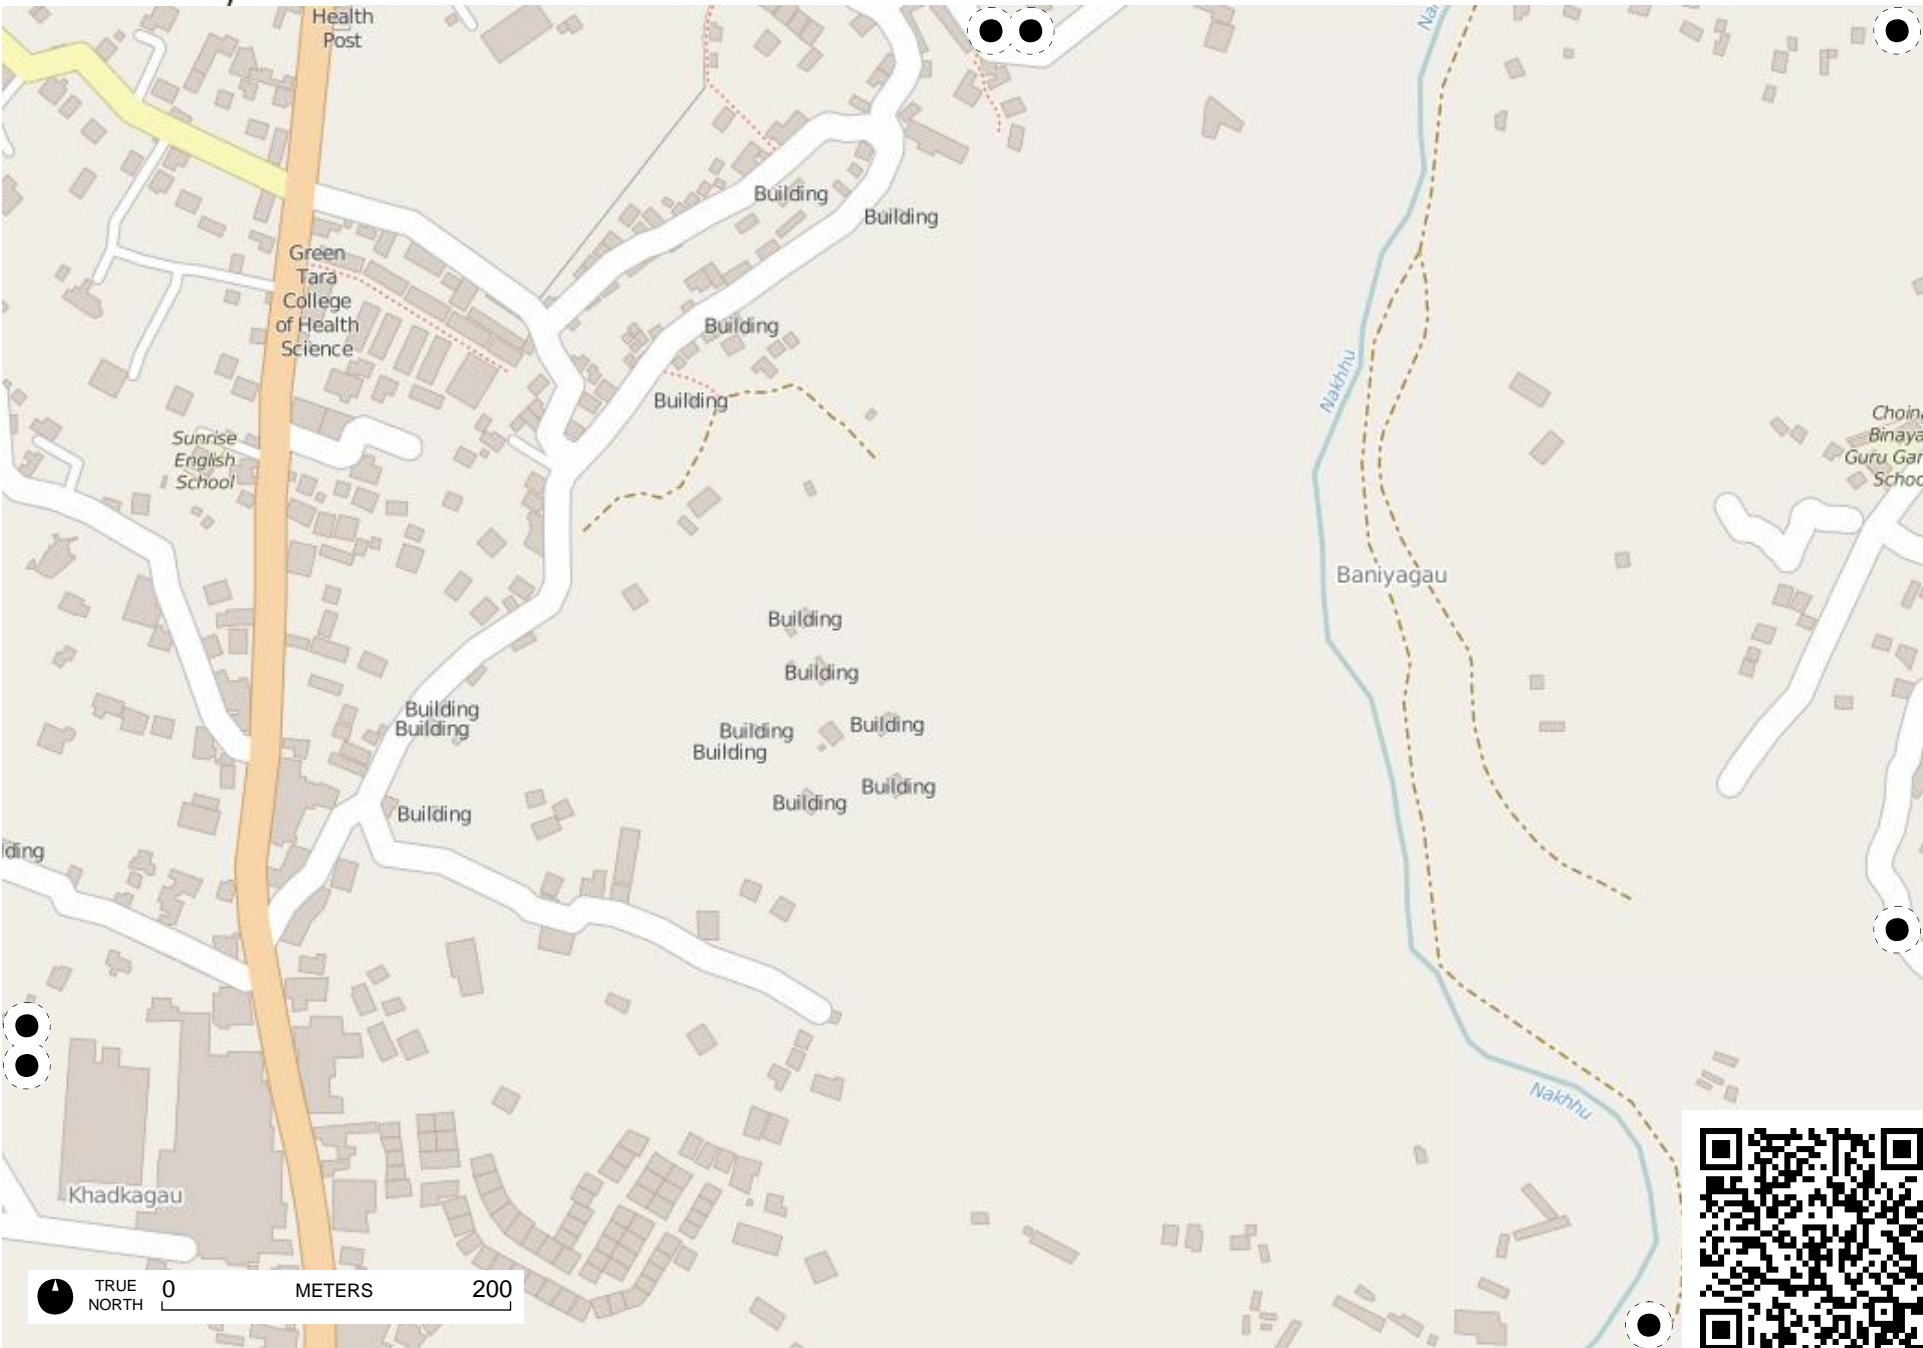 Health
Post
Building
Building
Green
Tara
College
of Health
Science
Building
Nakhhu
Building
Sunrise
English
School
Guru
Baniyagau
Building
Building
Building
Building
Building
Building
Building
Building
Building
Building
Nakhhu
Khadkagau
TRUE
NORTH
0
METERS
200